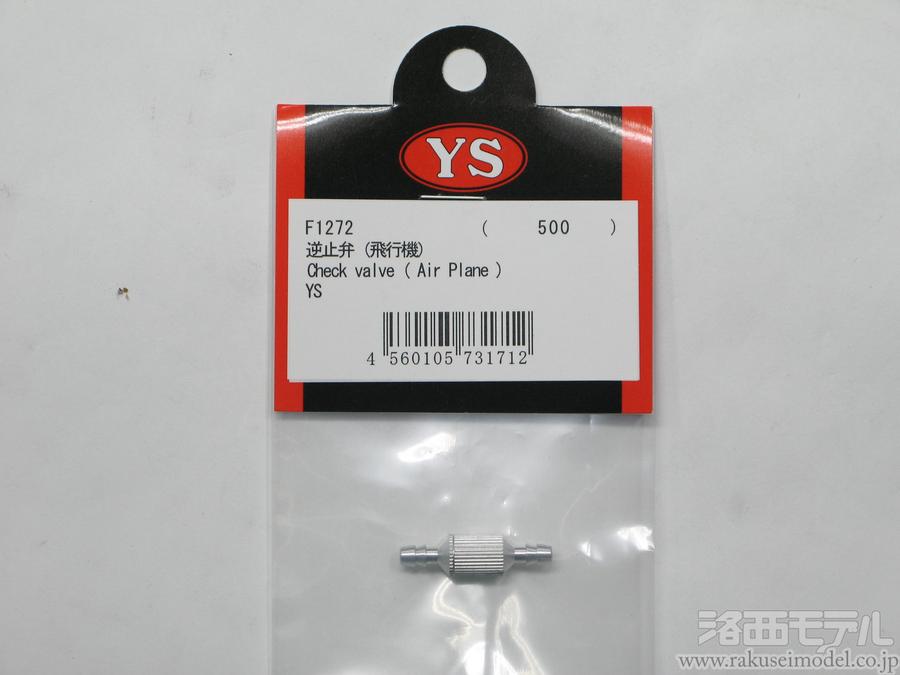 YS
F1272 ( 500 )
逆止弁 (飛行機)
Check valve ( Air Plane )
YS
4 560105 731712
洛西モデル
www.rakuseimodel.co.jp